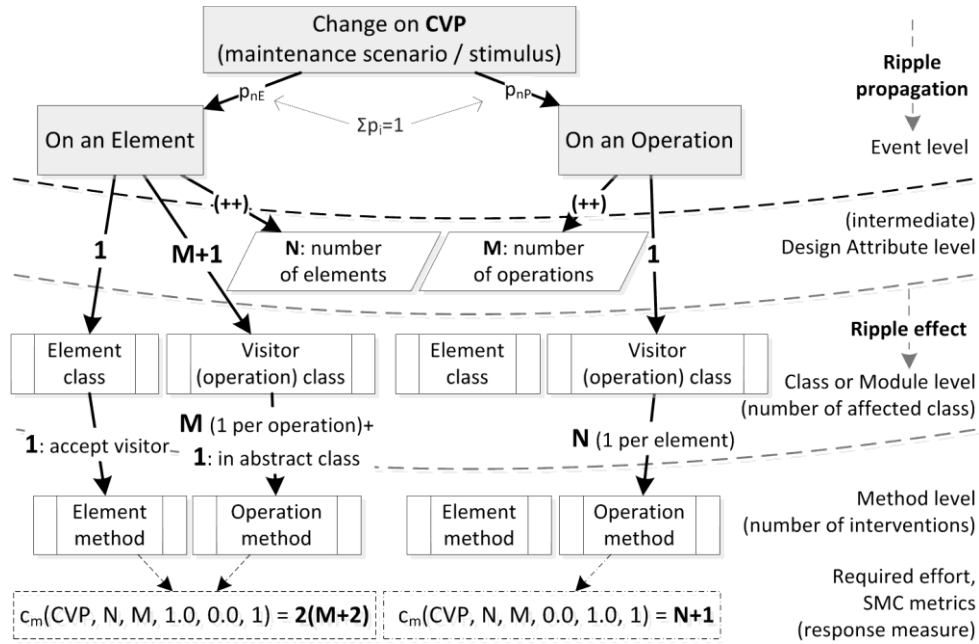 Change on CVP
(maintenance scenario / stimulus)
Ripple
propagation
pnE
pnP
Σpi=1
On an Element
On an Operation
Event level
(++)
(++)
(intermediate)
Design Attribute level
1
M+1
N: number
of elements
M: number
of operations
1
Ripple effect
Element
class
Visitor
(operation) class
Element
class
Visitor
(operation) class
Class or Module level
(number of affected class)
1: accept visitor
M (1 per operation)+
1: in abstract class
N (1 per element)
Element
method
Operation
method
Element
method
Operation
method
Method level
(number of interventions)
cm(CVP, N, M, 1.0, 0.0, 1) = 2(M+2)
cm(CVP, N, M, 0.0, 1.0, 1) = N+1
Required effort,
SMC metrics
(response measure)